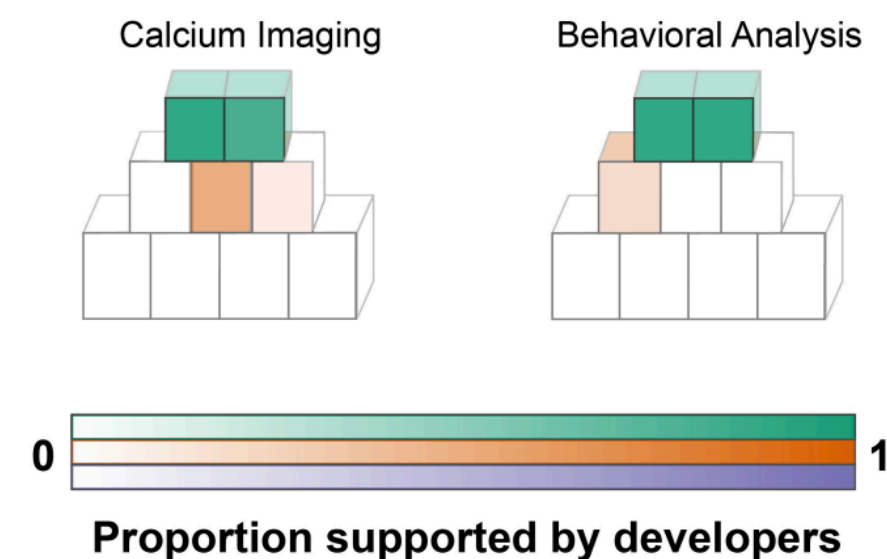 Calcium Imaging
Behavioral Analysis
0
1
Proportion supported by developers